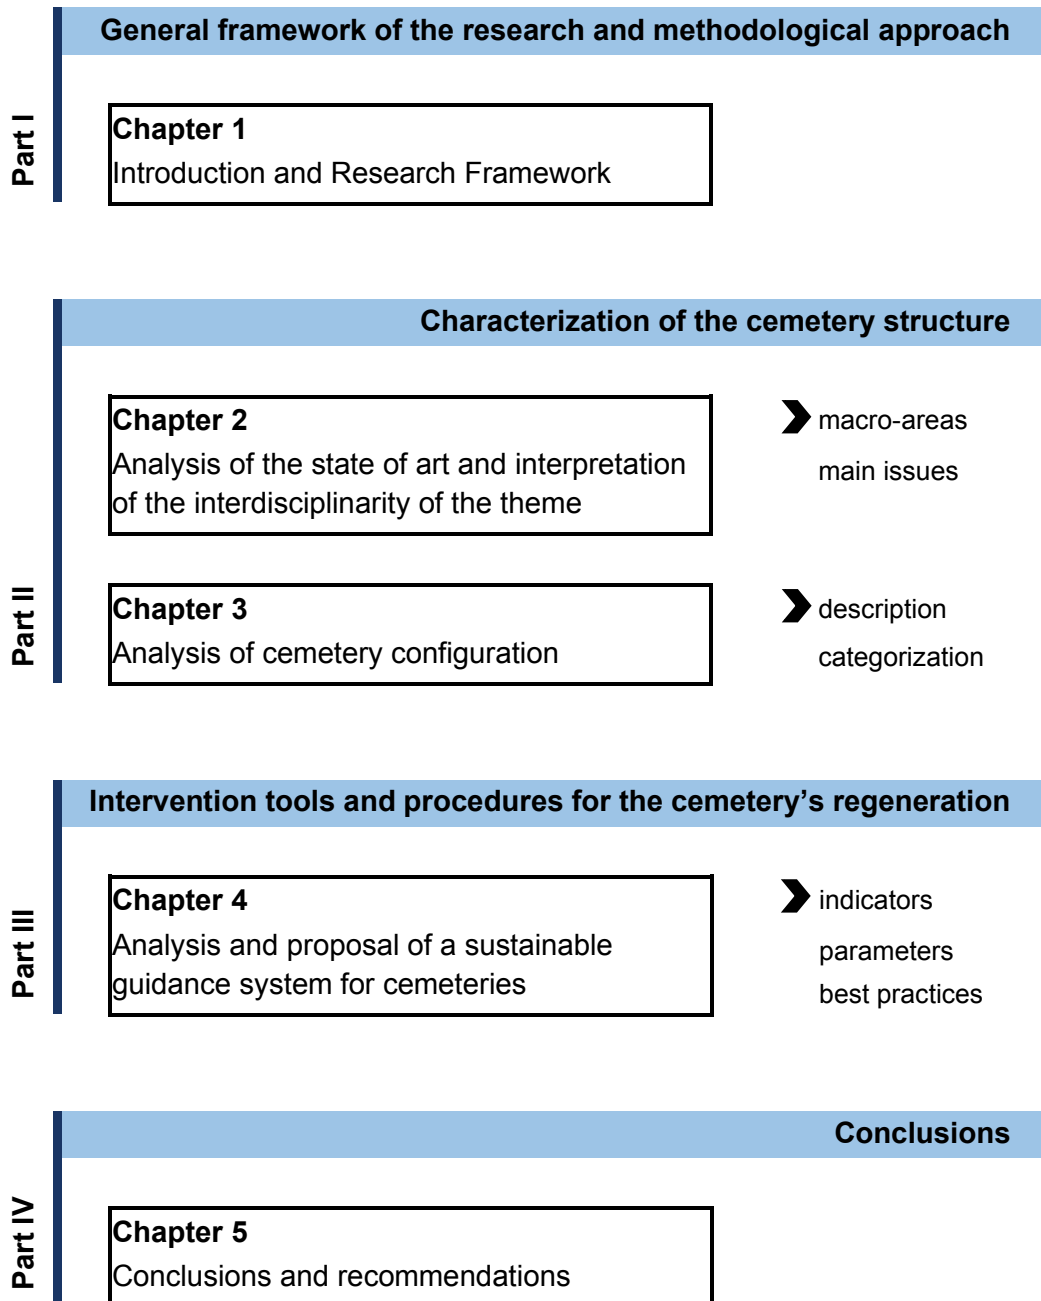 General framework of the research and methodological approach
Part I
Chapter 1
Introduction and Research Framework
Characterization of the cemetery structure
Part II
Chapter 2
Analysis of the state of art and interpretation
of the interdisciplinarity of the theme
macro-areas
main issues
Chapter 3
Analysis of cemetery configuration
description
categorization
Intervention tools and procedures for the cemetery’s regeneration
Part III
Chapter 4
Analysis and proposal of a sustainable
guidance system for cemeteries
indicators
parameters
best practices
Conclusions
Part IV
Chapter 5
Conclusions and recommendations